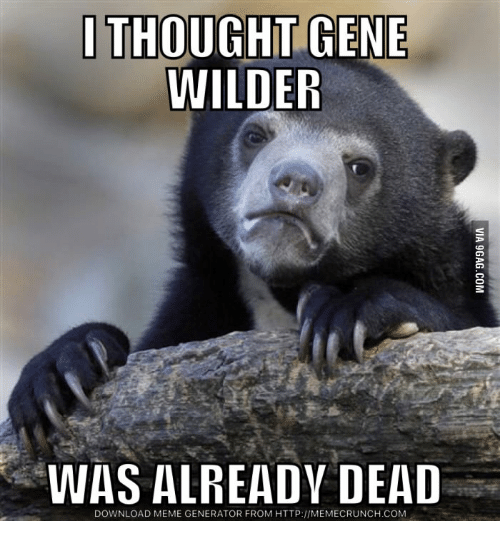 I THOUGHT GENE
WILDER
VIA 9GAG.COM
WAS ALREADY DEAD
DOWNLOAD MEME GENERATOR FROM HTTP://MEMECRUNCH.COM